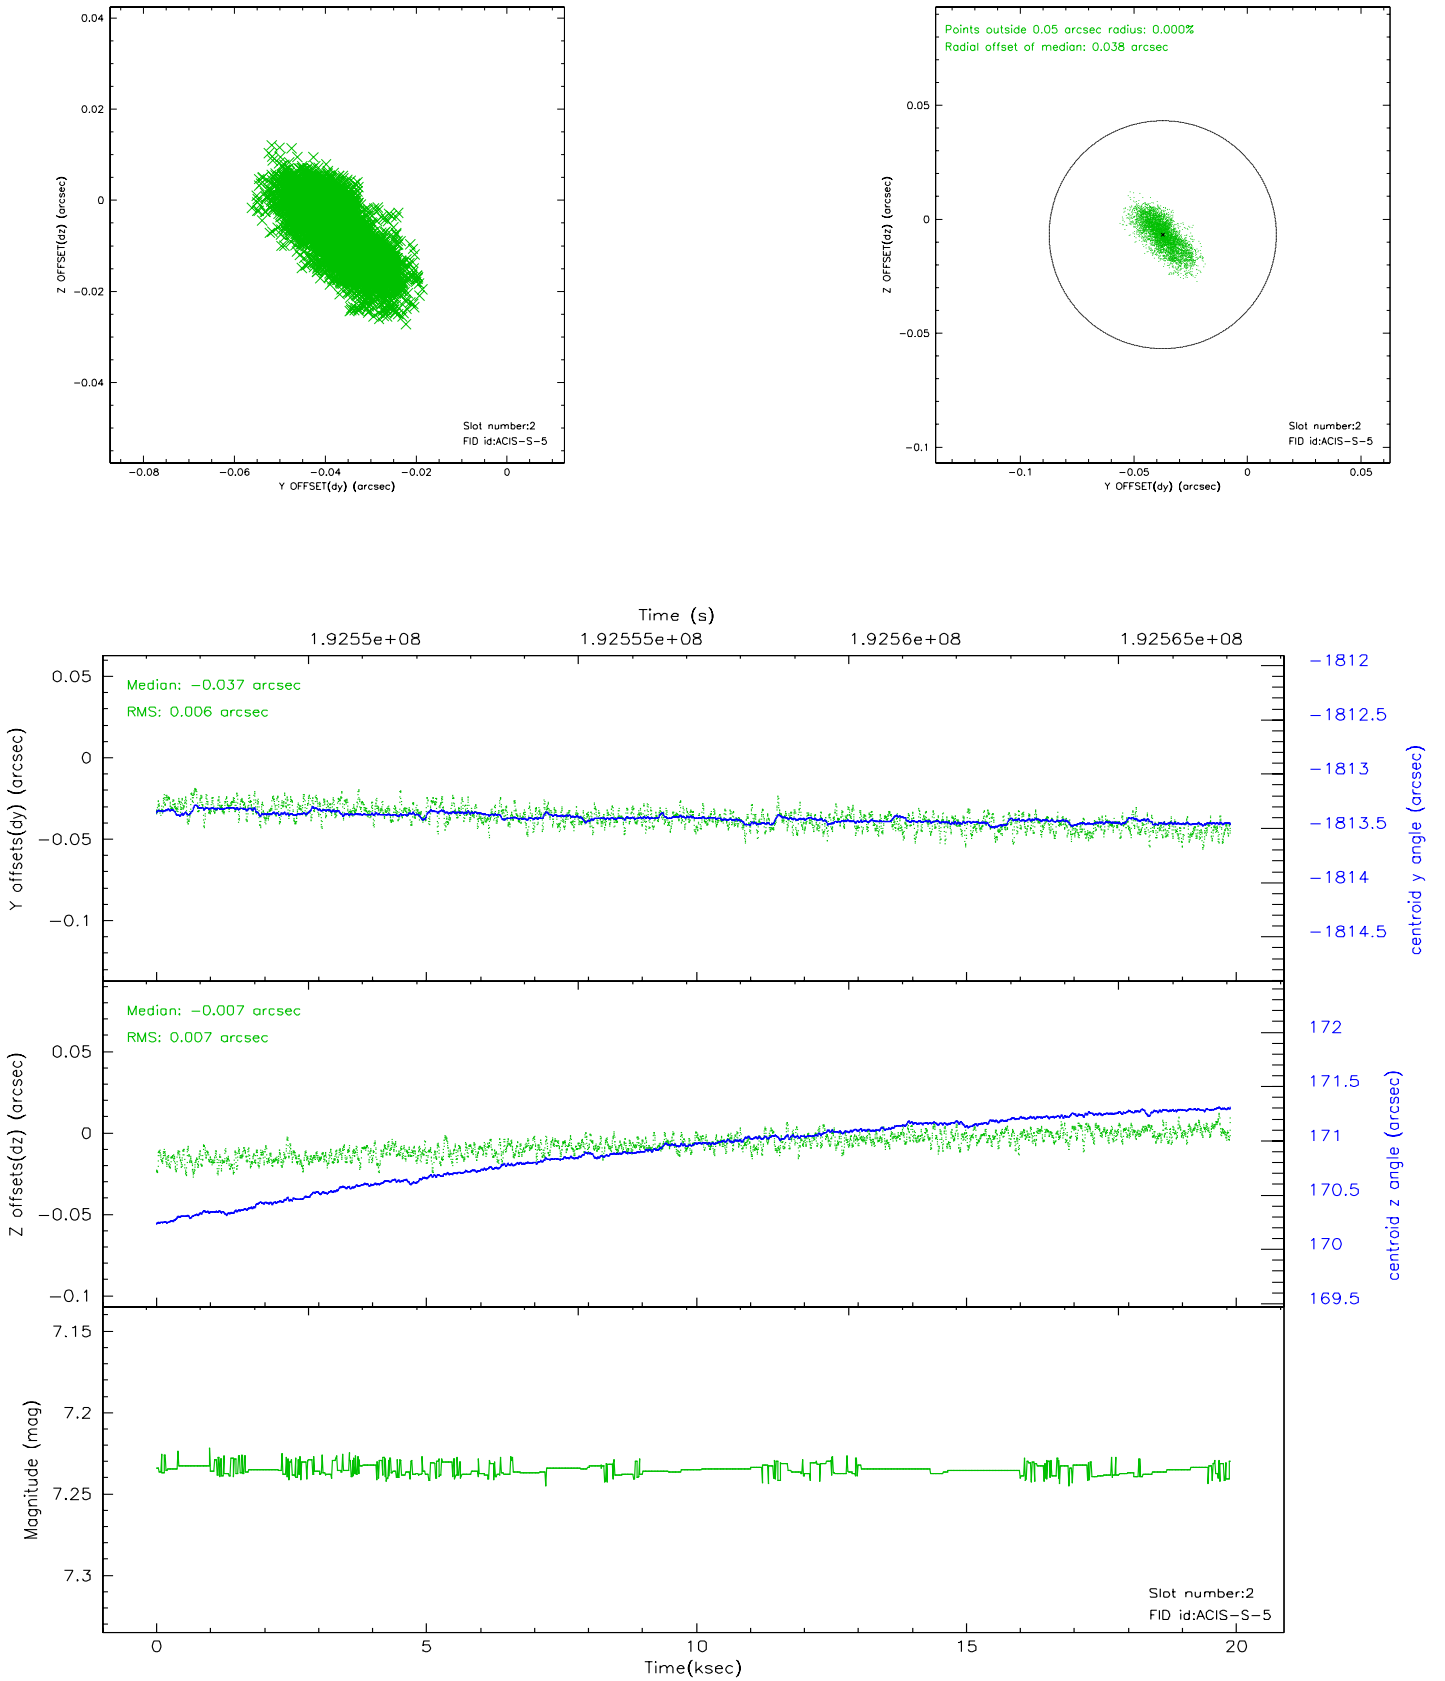 0.04
0.02
0
−0.02
−0.04
Z OFFSET(dz) (arcsec)
Slot number:2
FID id:ACIS−S−5
−0.08
−0.06
−0.04
−0.02
0
Y OFFSET(dy) (arcsec)
Points outside 0.05 arcsec radius: 0.000%
Radial offset of median: 0.038 arcsec
0.05
0
−0.05
−0.1
Z OFFSET(dz) (arcsec)
Slot number:2
FID id:ACIS−S−5
−0.1
−0.05
0
0.05
Y OFFSET(dy) (arcsec)
Time (s)
1.9255e+08
1.92555e+08
1.9256e+08
1.92565e+08
Median: −0.037 arcsec
RMS: 0.006 arcsec
0.05
0
−0.05
−0.1
Y offsets(dy) (arcsec)
−1812
−1812.5
−1813
−1813.5
−1814
−1814.5
centroid y angle (arcsec)
Median: −0.007 arcsec
RMS: 0.007 arcsec
0.05
0
−0.05
−0.1
Z offsets(dz) (arcsec)
172
171.5
171
170.5
170
169.5
centroid z angle (arcsec)
7.15
7.2
7.25
7.3
Magnitude (mag)
Slot number:2
FID id:ACIS−S−5
0
5
10
15
20
Time(ksec)